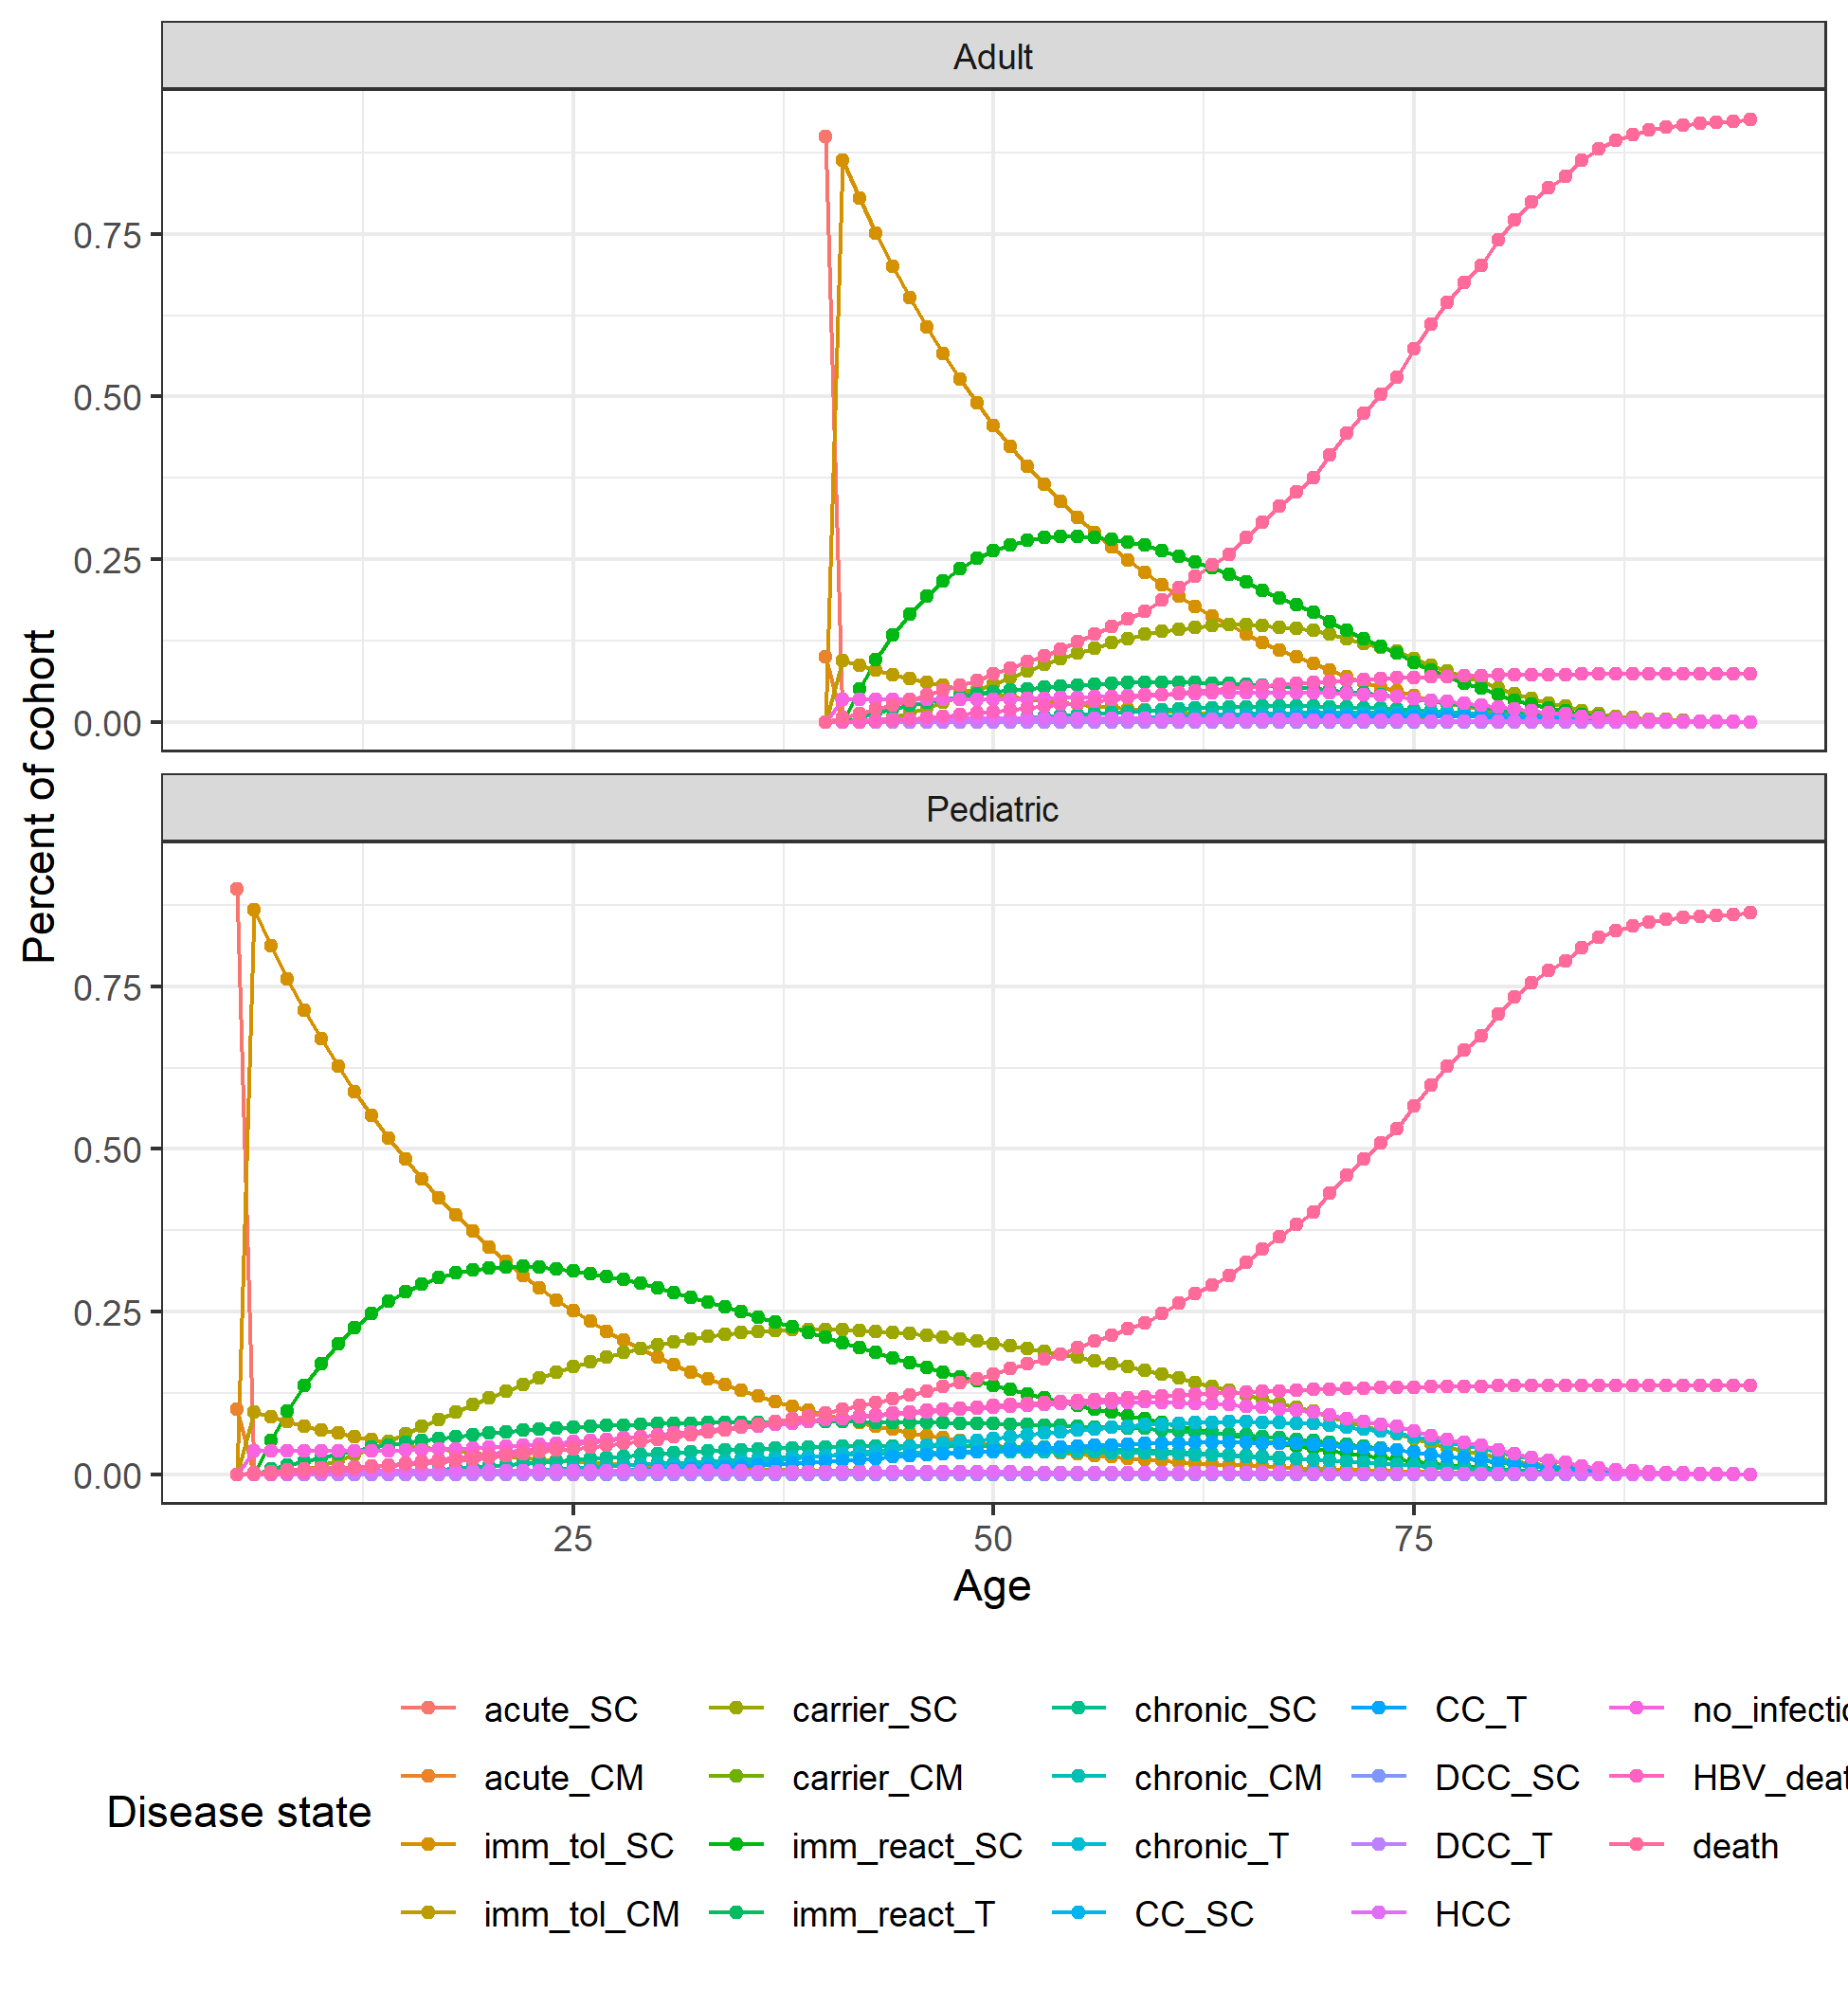 Adult
0.75
0.50
0.25
0.00
Percent of cohort
Pediatric
0.75
0.50
0.25
0.00
25 50 75
Age
Disease state
acute_SC carrier_SC chronic_SC CC_T no_infectio
acute_CM carrier_CM chronic_CM DCC_SC HBV_deat
imm_tol_SC imm_react_SC chronic_T DCC_T death
imm_tol_CM imm_react_T CC_SC HCC